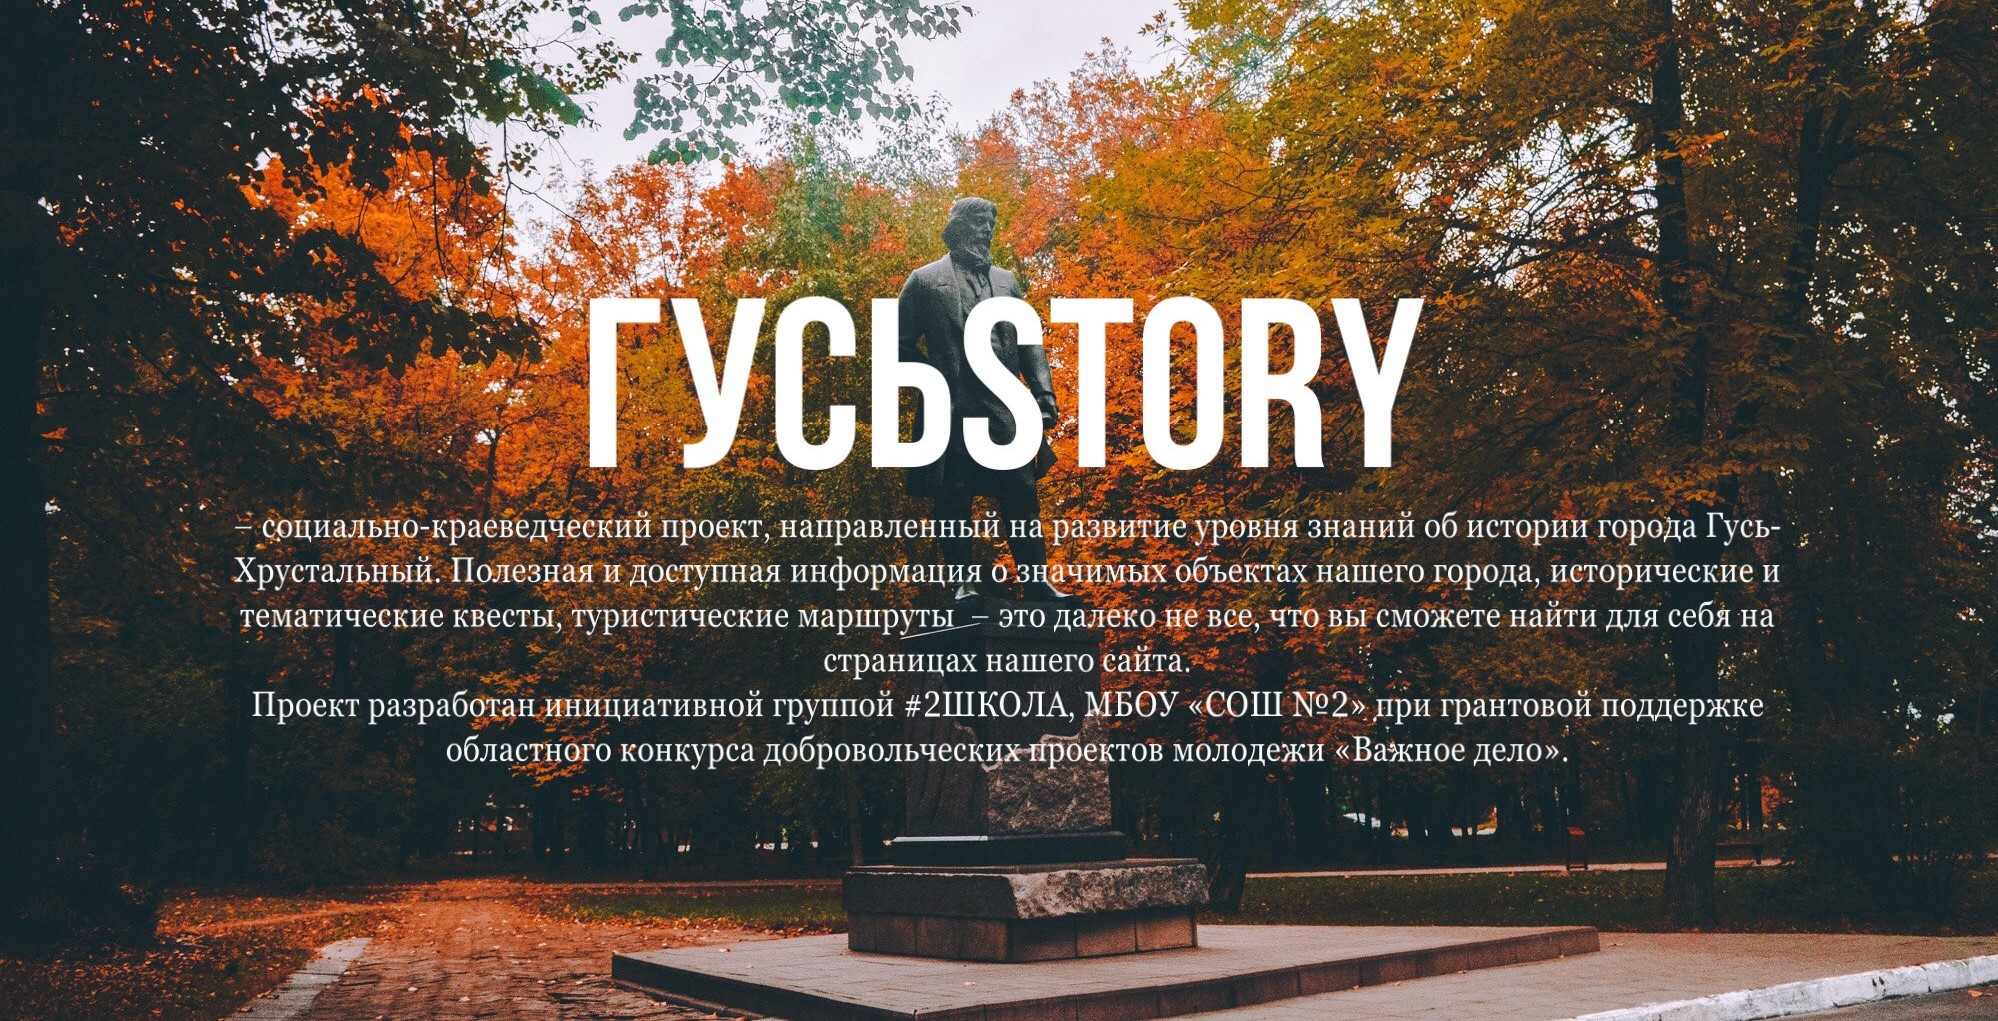 ГУСЬSTORY
– социально-краеведческий проект, направленный на развитие уровня знаний об истории города Гусь-
Хрустальный. Полезная и доступная информация о значимых объектах нашего города, исторические и
тематические квесты, туристические маршруты – это далеко не все, что вы сможете найти для себя на
страницах нашего сайта.
Проект разработан инициативной группой #2ШКОЛА, МБОУ «СОШ №2» при грантовой поддержке
областного конкурса добровольческих проектов молодежи «Важное дело».